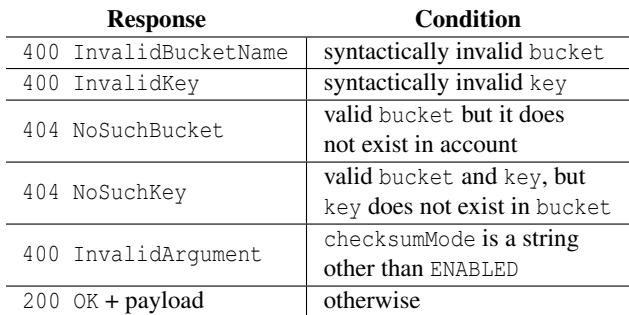 Response Condition
400 InvalidBucketName syntactically invalid bucket
400 InvalidKey syntactically invalid key
404 NoSuchBucket valid bucket but it does
not exist in account
404 NoSuchKey valid bucket and key, but
key does not exist in bucket
400 InvalidArgument checksumMode is a string
other than ENABLED
200 OK + payload otherwise